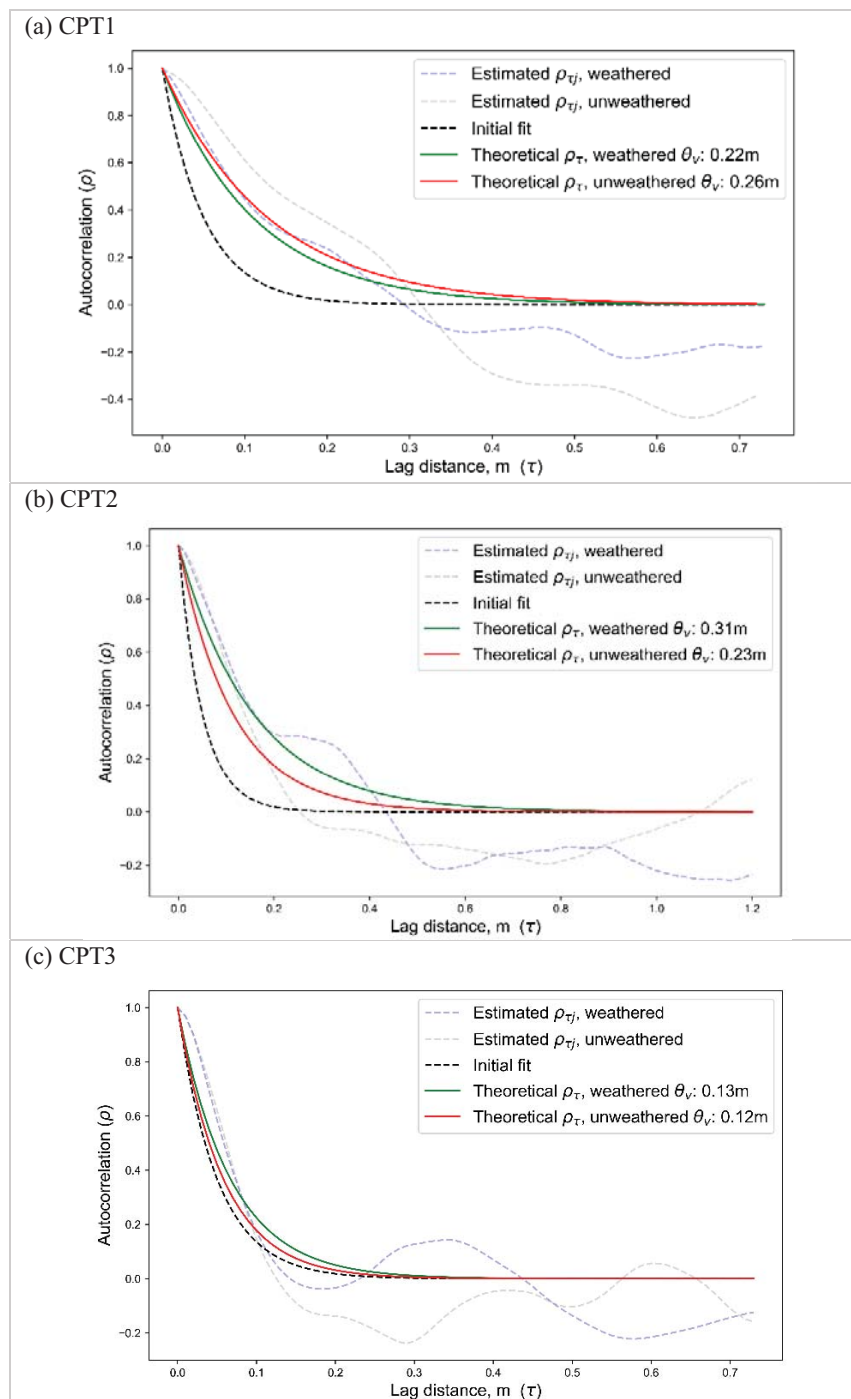 (a) CPT1
Estimated ρτj, weathered
Estimated ρτj, unweathered
Initial fit
Theoretical ρτ, weathered θv: 0.22m
Theoretical ρτ, unweathered θv: 0.26m
Autocorrelation (ρ)
1.0
0.8
0.6
0.4
0.2
0.0
−0.2
−0.4
0.0 0.1 0.2 0.3 0.4 0.5 0.6 0.7
Lag distance, m (τ)
(b) CPT2
Estimated ρτj, weathered
Estimated ρτj, unweathered
Initial fit
Theoretical ρτ, weathered θv: 0.31m
Theoretical ρτ, unweathered θv: 0.23m
Autocorrelation (ρ)
1.0
0.8
0.6
0.4
0.2
0.0
−0.2
0.0 0.2 0.4 0.6 0.8 1.0 1.2
Lag distance, m (τ)
(c) CPT3
Estimated ρτj, weathered
Estimated ρτj, unweathered
Initial fit
Theoretical ρτ, weathered θv: 0.13m
Theoretical ρτ, unweathered θv: 0.12m
Autocorrelation (ρ)
1.0
0.8
0.6
0.4
0.2
0.0
−0.2
0.0 0.1 0.2 0.3 0.4 0.5 0.6 0.7
Lag distance, m (τ)